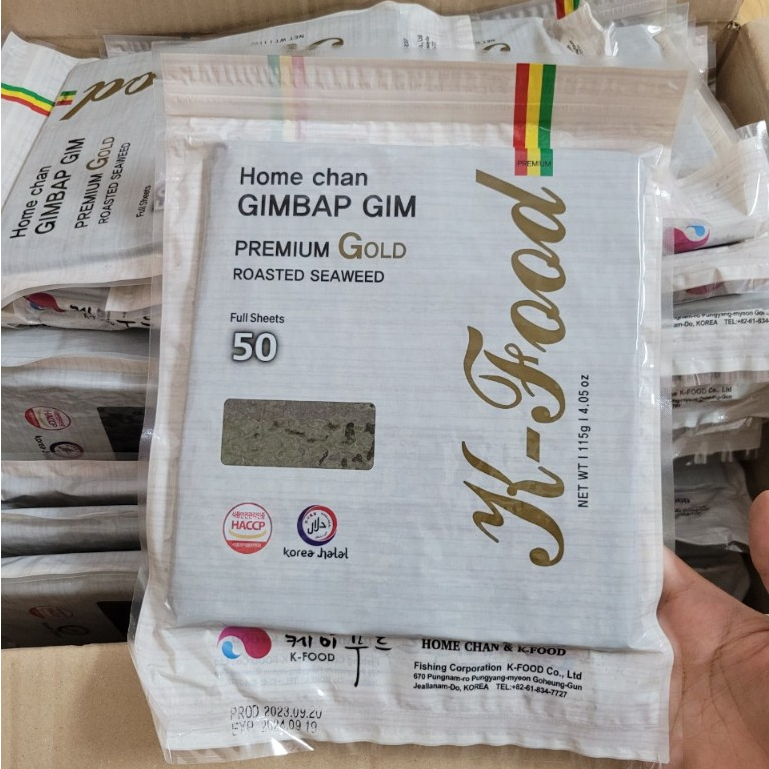 PREMIUM
Home chan
GIMBAP GIM
PREMIUM GOLD
ROASTED SEAWEED
Full Sheets
50
K-Food
NET WT | 115g | 4.05 oz
HACCP
حلال
korea halal
케이푸드
K-FOOD
HOME CHAN & K.FOOD
Fishing Corporation K-FOOD Co., Ltd
670 Pungnam-ro Pungyang-myson Goheung-Gun
Jeallanam-Do, KOREA TEL:+82-61-834-7727
PROD 2023.09.20
EXP 2024.09.19
Home chan
GIMBAP GIM
PREMIUM GOLD
ROASTED SEAWEED
Full Sheets